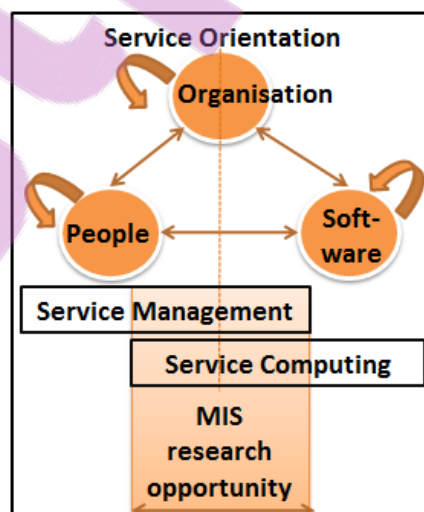 Service Orientation
Organisation
People
Soft-
ware
Service Management
Service Computing
MIS
research
opportunity